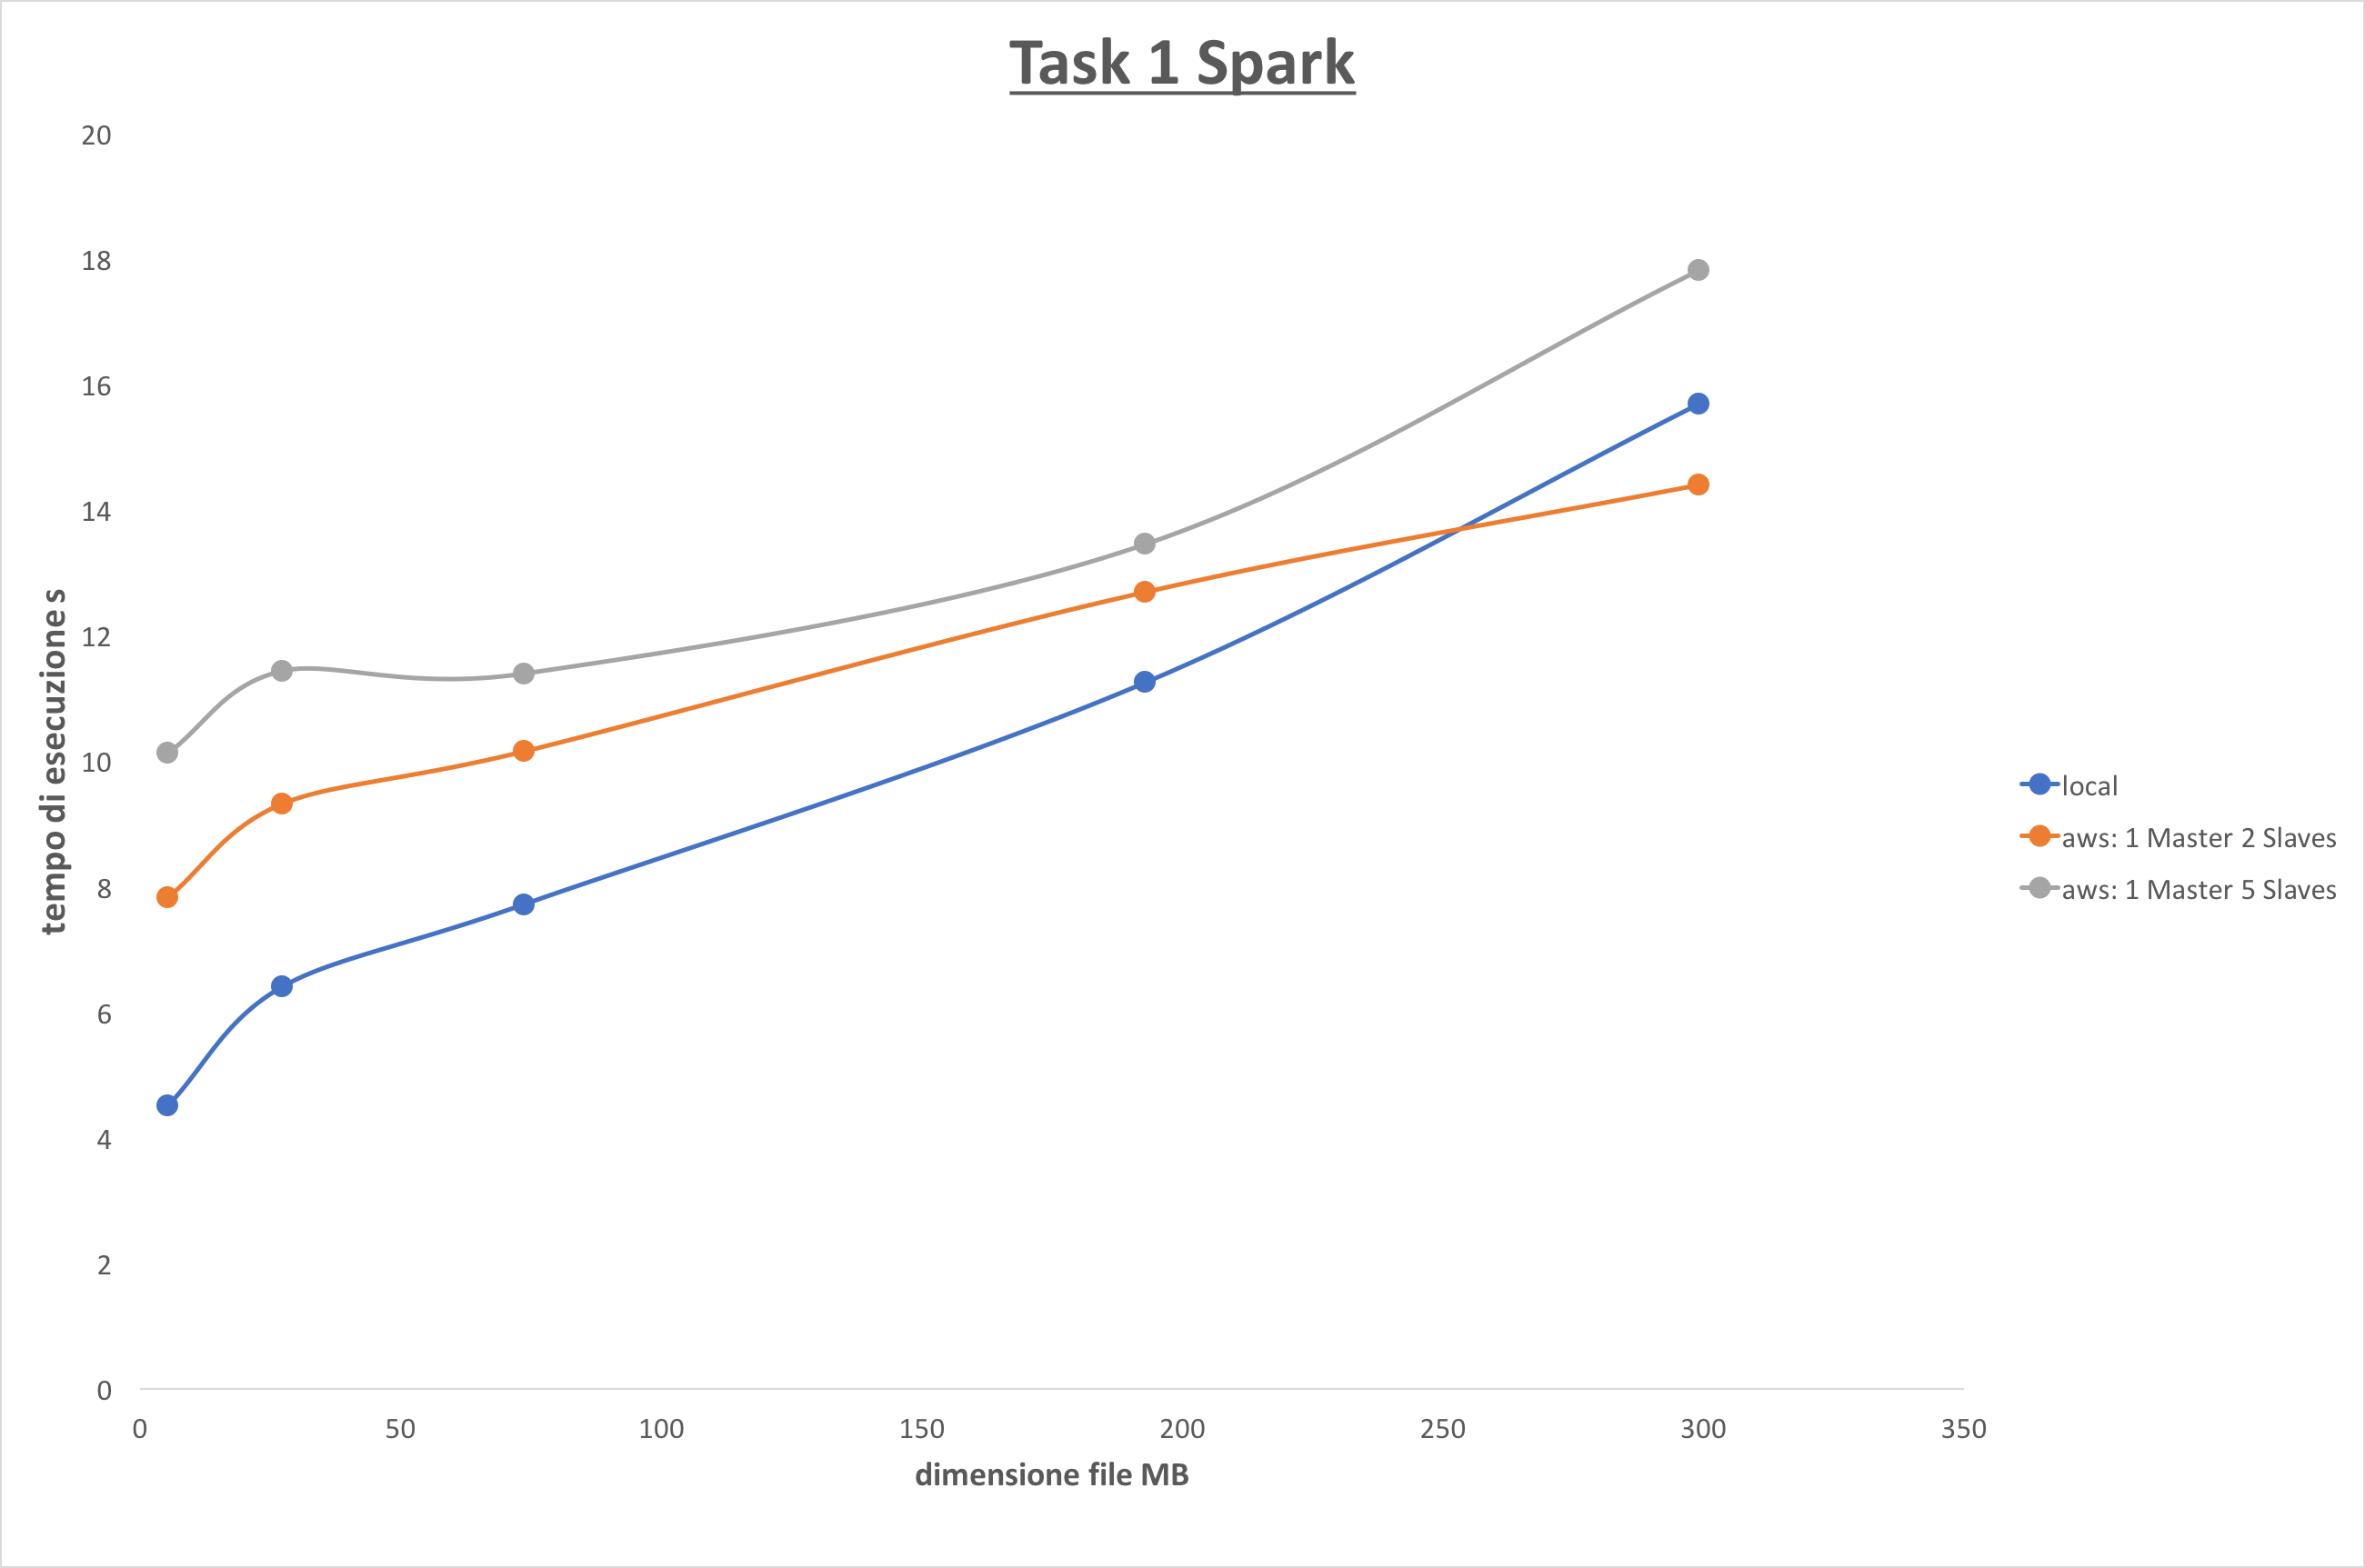 Task 1 Spark
20
18
16
14
12
10
8
6
4
2
0
tempo di esecuzione s
0 50 100 150 200 250 300 350
dimensione file MB
local
aws: 1 Master 2 Slaves
aws: 1 Master 5 Slaves